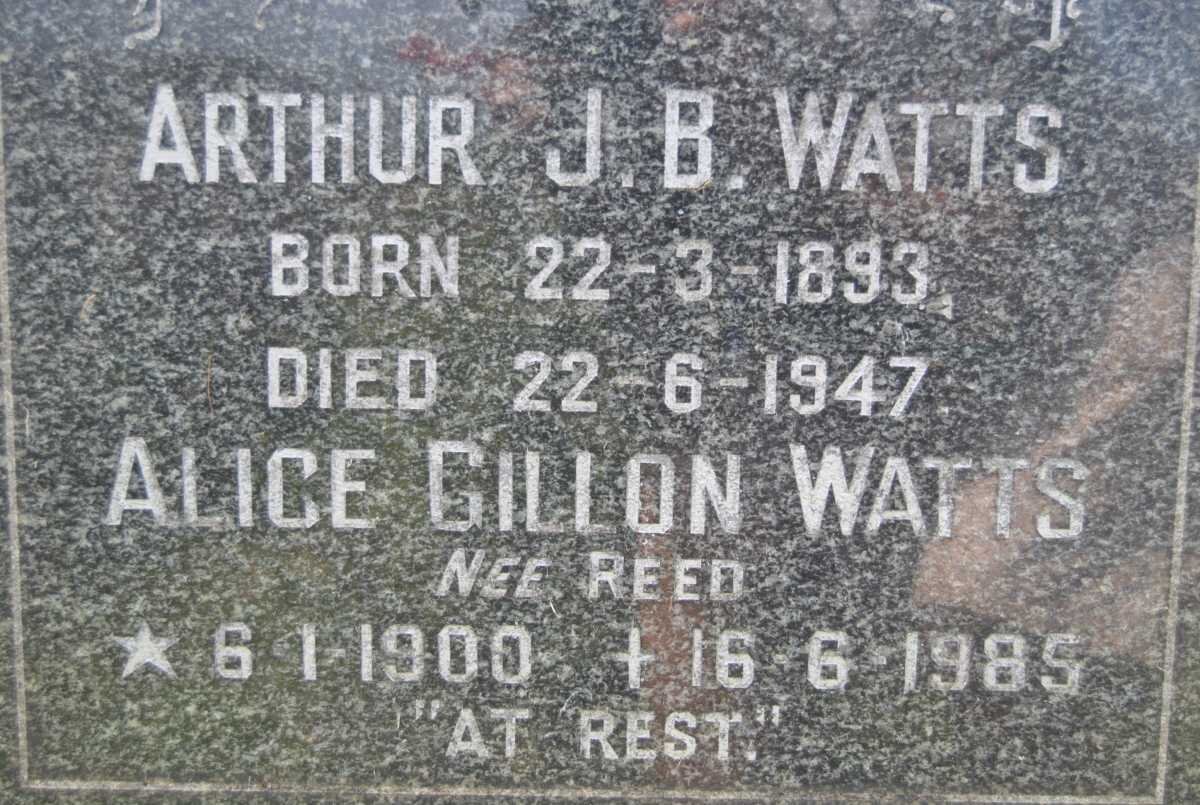 ARTHUR J. B. WATTS
BORN 22-3-1893.
DIED 22-6-1947.
ALICE GILLON WATTS
NEE REED
★ 6-1-1900 † 16-6-1985
"AT REST."